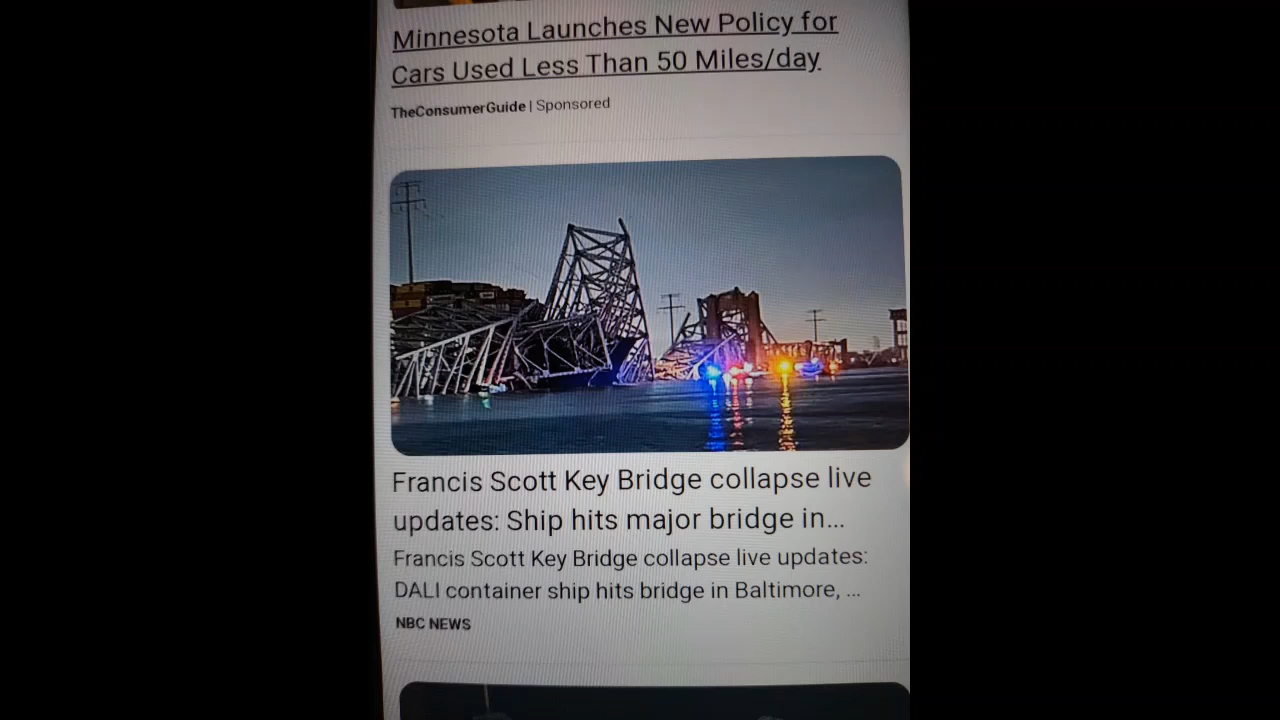 Minnesota Launches New Policy for
Cars Used Less Than 50 Miles/day
TheConsumerGuide | Sponsored
Francis Scott Key Bridge collapse live
updates: Ship hits major bridge in...
Francis Scott Key Bridge collapse live updates:
DALI container ship hits bridge in Baltimore, ...
NBC NEWS